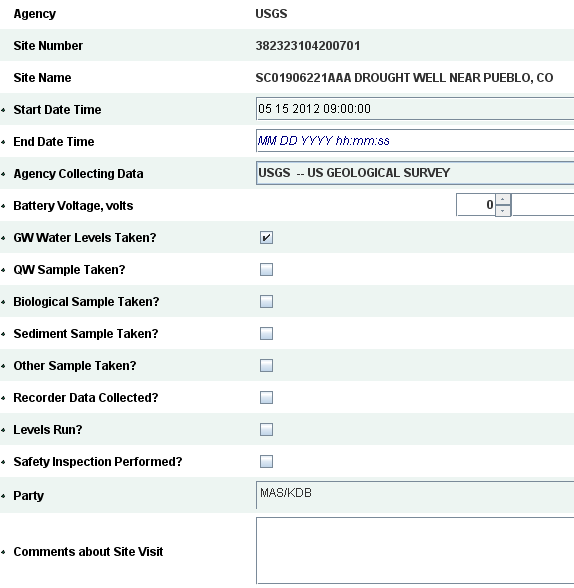 Agency USGS
Site Number 382323104200701
Site Name SC01906221AAA DROUGHT WELL NEAR PUEBLO, CO
Start Date Time 05 15 2012 09:00:00
End Date Time MM DD YYYY hh:mm:ss
Agency Collecting Data USGS -- US GEOLOGICAL SURVEY
Battery Voltage, volts 0
GW Water Levels Taken?
QW Sample Taken?
Biological Sample Taken?
Sediment Sample Taken?
Other Sample Taken?
Recorder Data Collected?
Levels Run?
Safety Inspection Performed?
Party MAS/KDB
Comments about Site Visit